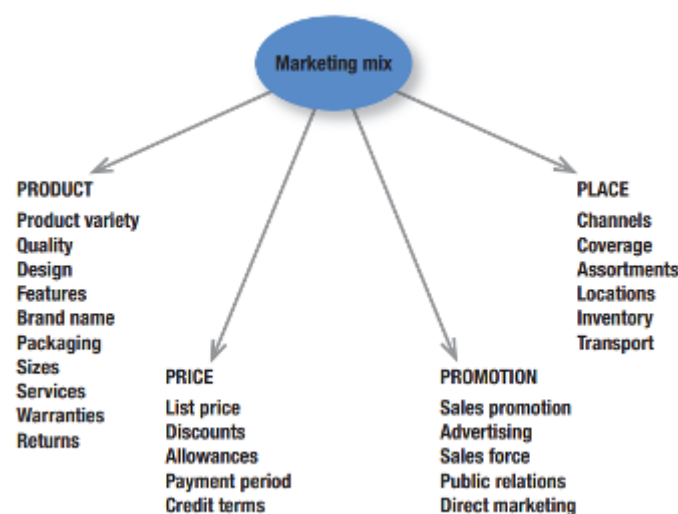 Marketing mix
PRODUCT
Product variety
Quality
Design
Features
Brand name
Packaging
Sizes
Services
Warranties
Returns
PRICE
List price
Discounts
Allowances
Payment period
Credit terms
PROMOTION
Sales promotion
Advertising
Sales force
Public relations
Direct marketing
PLACE
Channels
Coverage
Assortments
Locations
Inventory
Transport